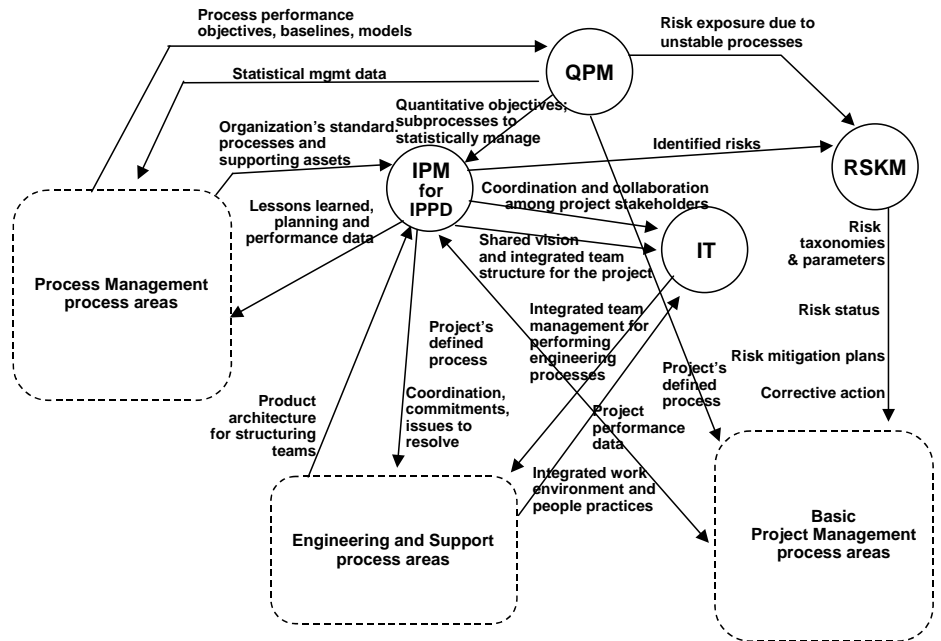 Process performance
objectives, baselines, models
Risk exposure due to
unstable processes
QPM
Statistical mgmt data
Quantitative objectives;
subprocesses to
statistically manage
Organization's standard.
processes and
supporting assets
Identified risks
RSKM
IPM
for
IPPD
Coordination and collaboration
among project stakeholders
Lessons learned,
planning and
performance data
Shared vision
and integrated team
structure for the project
IT
Risk
taxonomies
& parameters
Process Management
process areas
Risk status
Integrated team
management for
performing
engineering
processes
Project's
defined
process
Risk mitigation plans
Project's
defined
process
Corrective action
Product
architecture
for structuring
teams
Coordination,
commitments,
issues to
resolve
Project
performance
data
Integrated work
environment and
people practices
Engineering and Support
process areas
Basic
Project Management
process areas